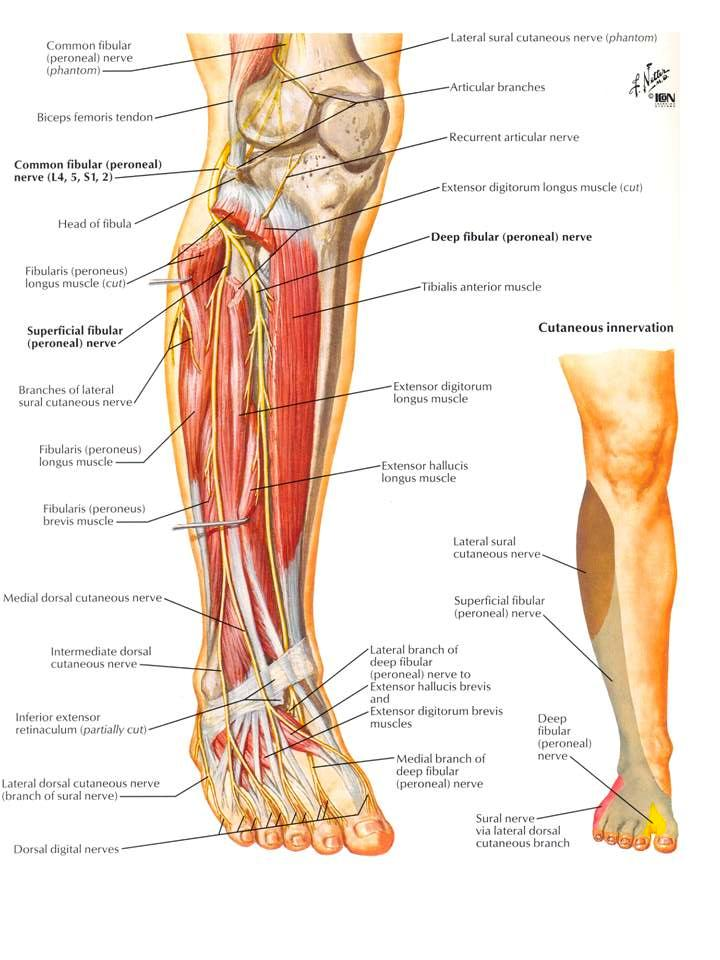 Common fibular
(peroneal) nerve
(phantom)
Biceps femoris tendon
Common fibular (peroneal)
nerve (L4, 5, S1, 2)
Head of fibula
Fibularis (peroneus)
longus muscle (cut)
Superficial fibular
(peroneal) nerve
Branches of lateral
sural cutaneous nerve
Fibularis (peroneus)
longus muscle
Fibularis (peroneus)
brevis muscle
Medial dorsal cutaneous nerve
Intermediate dorsal
cutaneous nerve
Inferior extensor
retinaculum (partially cut)
Lateral dorsal cutaneous nerve
(branch of sural nerve)
Dorsal digital nerves
Lateral sural cutaneous nerve (phantom)
Articular branches
Recurrent articular nerve
Extensor digitorum longus muscle (cut)
Deep fibular (peroneal) nerve
Tibialis anterior muscle
Extensor digitorum
longus muscle
Extensor hallucis
longus muscle
Lateral branch of
deep fibular
(peroneal) nerve to
Extensor hallucis brevis
and
Extensor digitorum brevis
muscles
Medial branch of
deep fibular
(peroneal) nerve
F. Netter
M.D.
© ICON
Cutaneous innervation
Lateral sural
cutaneous nerve
Superficial fibular
(peroneal) nerve
Deep
fibular
(peroneal)
nerve
Sural nerve
via lateral dorsal
cutaneous branch